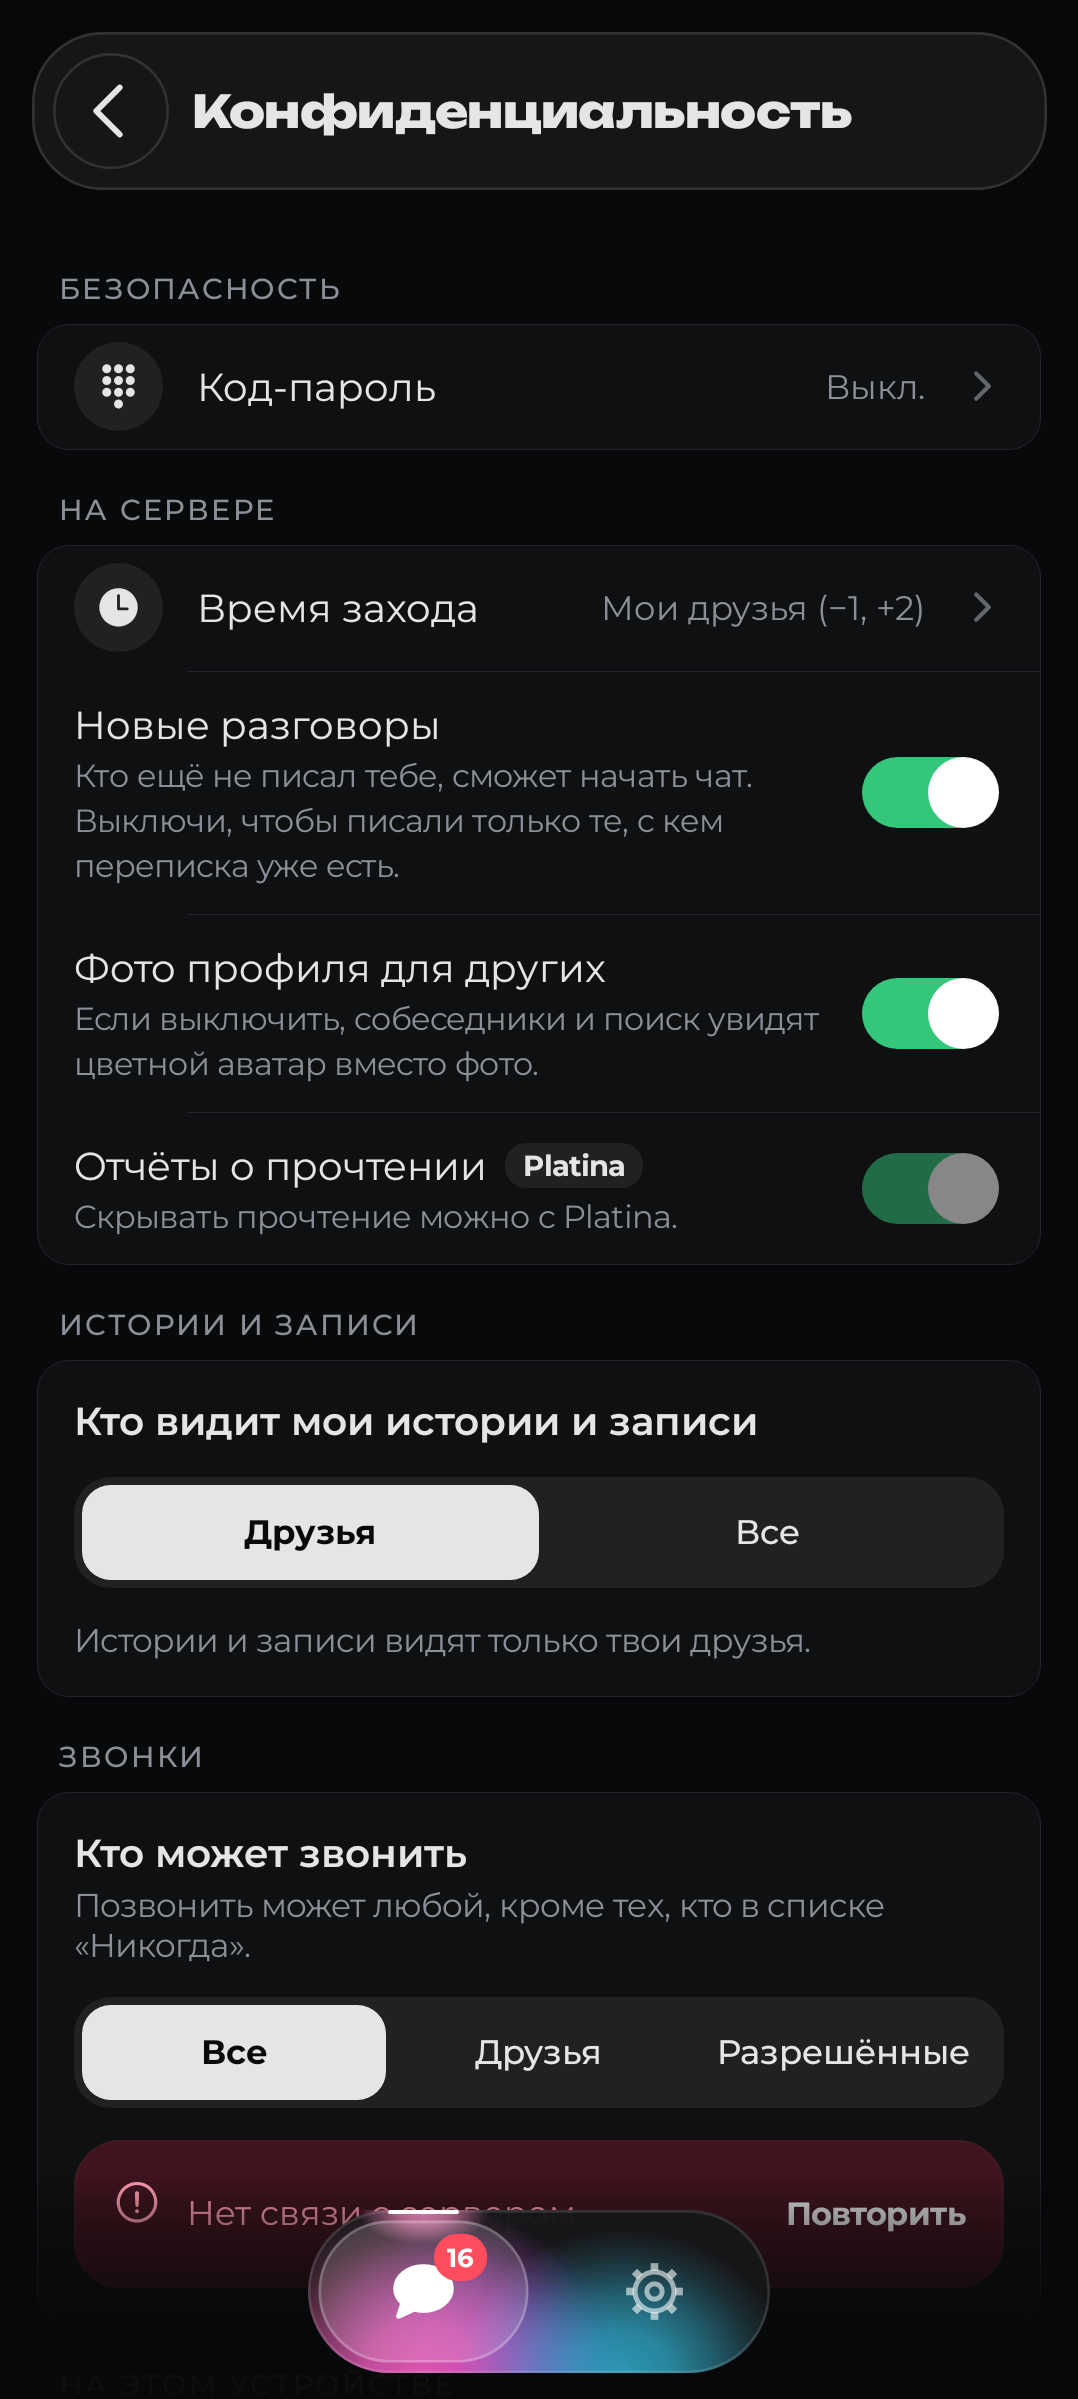 Конфиденциальность
БЕЗОПАСНОСТЬ
Код-пароль Выкл.
НА СЕРВЕРЕ
Время захода Мои друзья (−1, +2)
Новые разговоры
Кто ещё не писал тебе, сможет начать чат.
Выключи, чтобы писали только те, с кем
переписка уже есть.
Фото профиля для других
Если выключить, собеседники и поиск увидят
цветной аватар вместо фото.
Отчёты о прочтении Platina
Скрывать прочтение можно с Platina.
ИСТОРИИ И ЗАПИСИ
Кто видит мои истории и записи
Друзья Все
Истории и записи видят только твои друзья.
ЗВОНКИ
Кто может звонить
Позвонить может любой, кроме тех, кто в списке
«Никогда».
Все Друзья Разрешённые
Нет связи с сервером. Повторить
16
НА ЭТОМ УСТРОЙСТВЕ